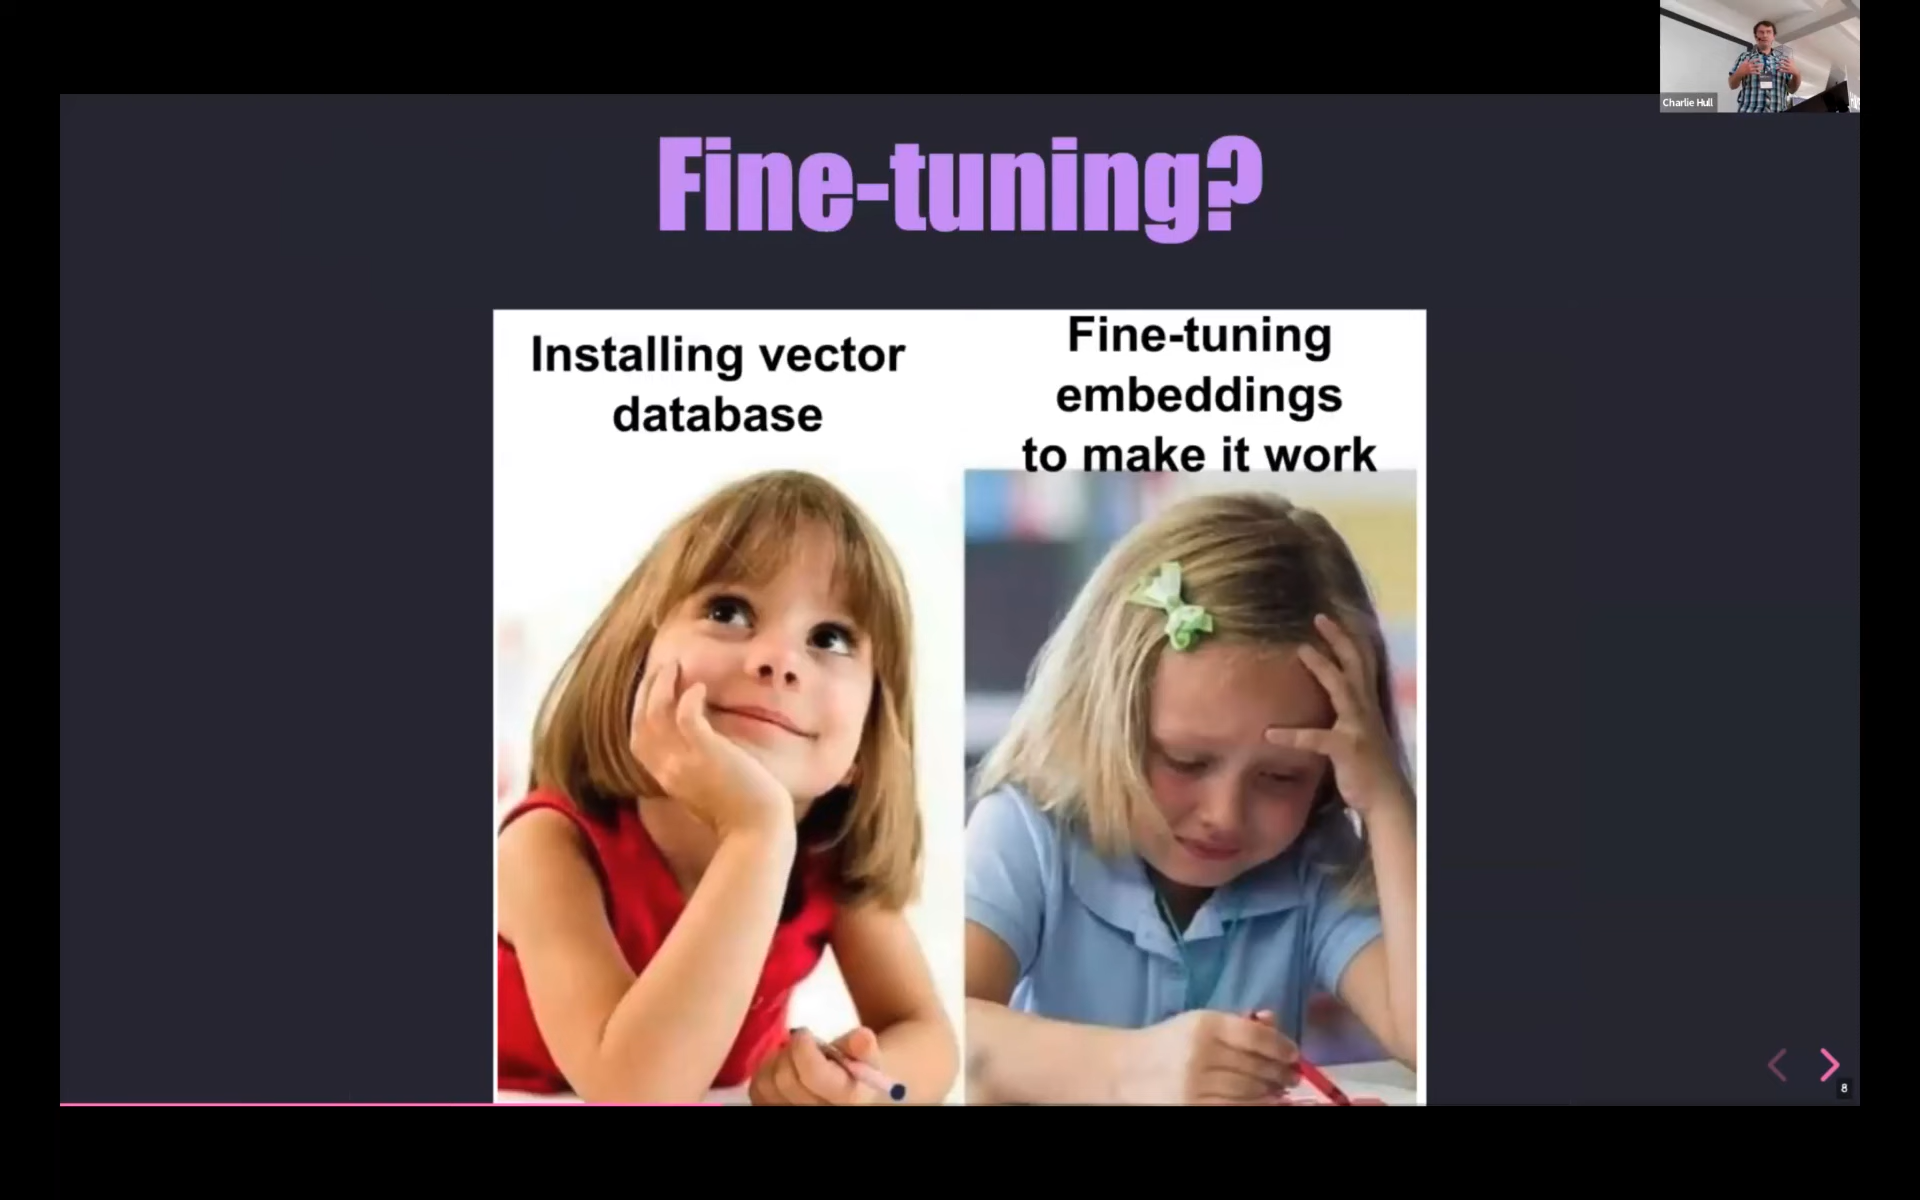 Charlie Hull
Fine-tuning?
Installing vector
database
Fine-tuning
embeddings
to make it work
8